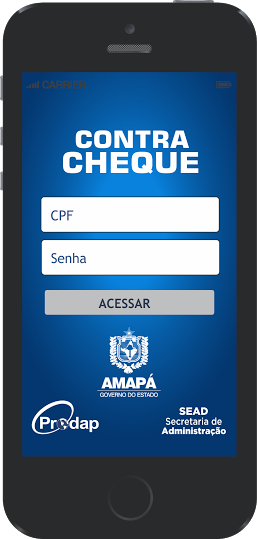 CARRIER
CONTRA
CHEQUE
CPF
Senha
ACESSAR
AMAPÁ
GOVERNO DO ESTADO
Prodap
SEAD
Secretaria de
Administração